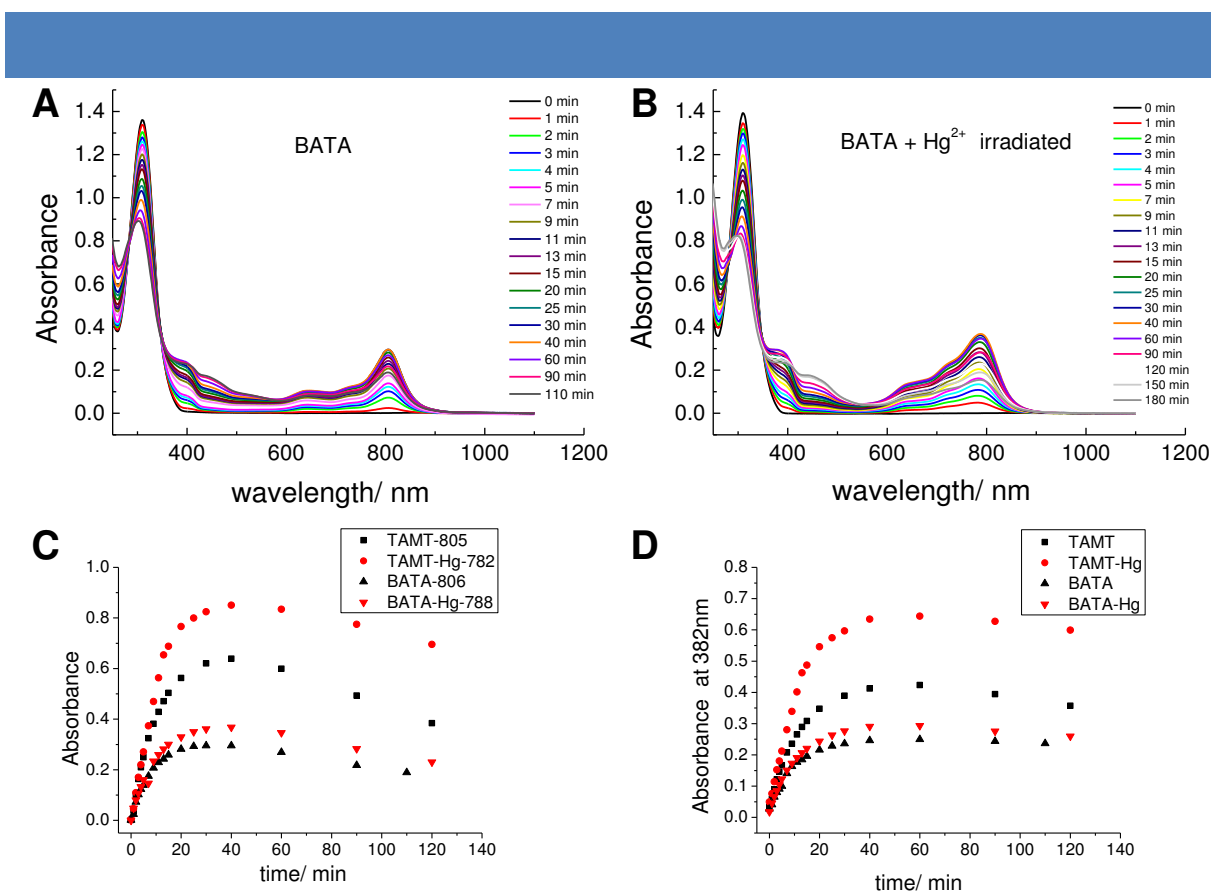 A
BATA
Absorbance
1.4
1.2
1.0
0.8
0.6
0.4
0.2
0.0
400 600 800 1000 1200
wavelength/ nm
0 min
1 min
2 min
3 min
4 min
5 min
7 min
9 min
11 min
13 min
15 min
20 min
25 min
30 min
40 min
60 min
90 min
110 min
B
BATA + Hg²⁺ irradiated
Absorbance
1.4
1.2
1.0
0.8
0.6
0.4
0.2
0.0
400 600 800 1000 1200
wavelength/ nm
0 min
1 min
2 min
3 min
4 min
5 min
7 min
9 min
11 min
13 min
15 min
20 min
25 min
30 min
40 min
60 min
90 min
120 min
150 min
180 min
C
TAMT-805
TAMT-Hg-782
BATA-806
BATA-Hg-788
Absorbance
1.0
0.8
0.6
0.4
0.2
0.0
0 20 40 60 80 100 120 140
time/ min
D
TAMT
TAMT-Hg
BATA
BATA-Hg
Absorbance at 382nm
0.8
0.7
0.6
0.5
0.4
0.3
0.2
0.1
0.0
0 20 40 60 80 100 120 140
time/ min